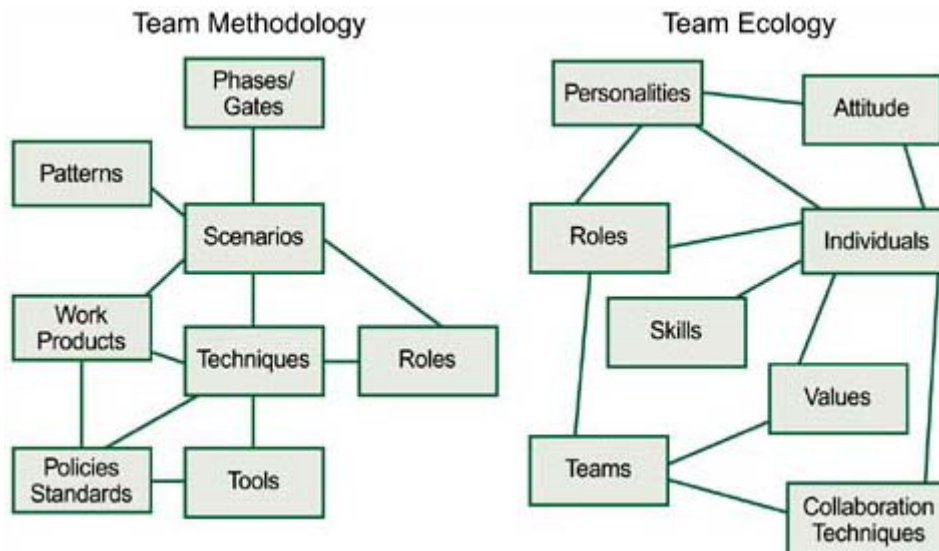 Team Methodology
Phases/
Gates
Patterns
Scenarios
Work
Products
Techniques
Roles
Policies
Standards
Tools
Team Ecology
Personalities
Attitude
Roles
Individuals
Skills
Values
Teams
Collaboration
Techniques